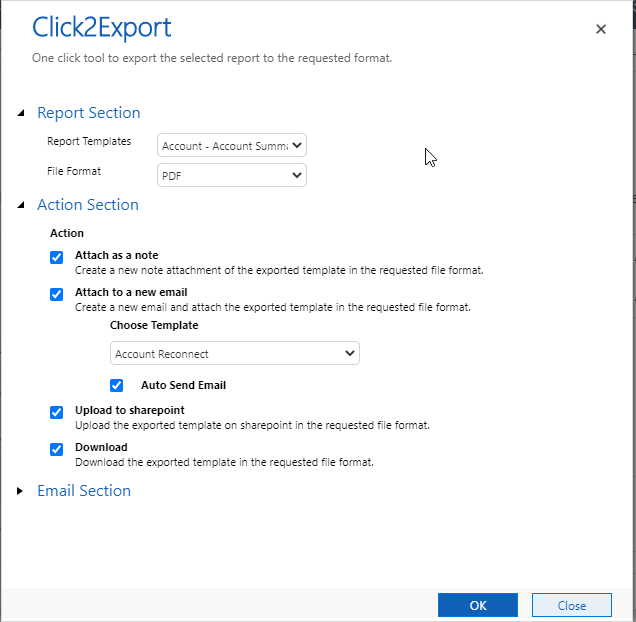 Click2Export
One click tool to export the selected report to the requested format.
Report Section
Report Templates
Account - Account Summ
File Format
PDF
Action Section
Action
Attach as a note
Create a new note attachment of the exported template in the requested file format.
Attach to a new email
Create a new email and attach the exported template in the requested file format.
Choose Template
Account Reconnect
Auto Send Email
Upload to sharepoint
Upload the exported template on sharepoint in the requested file format.
Download
Download the exported template in the requested file format.
Email Section
OK
Close